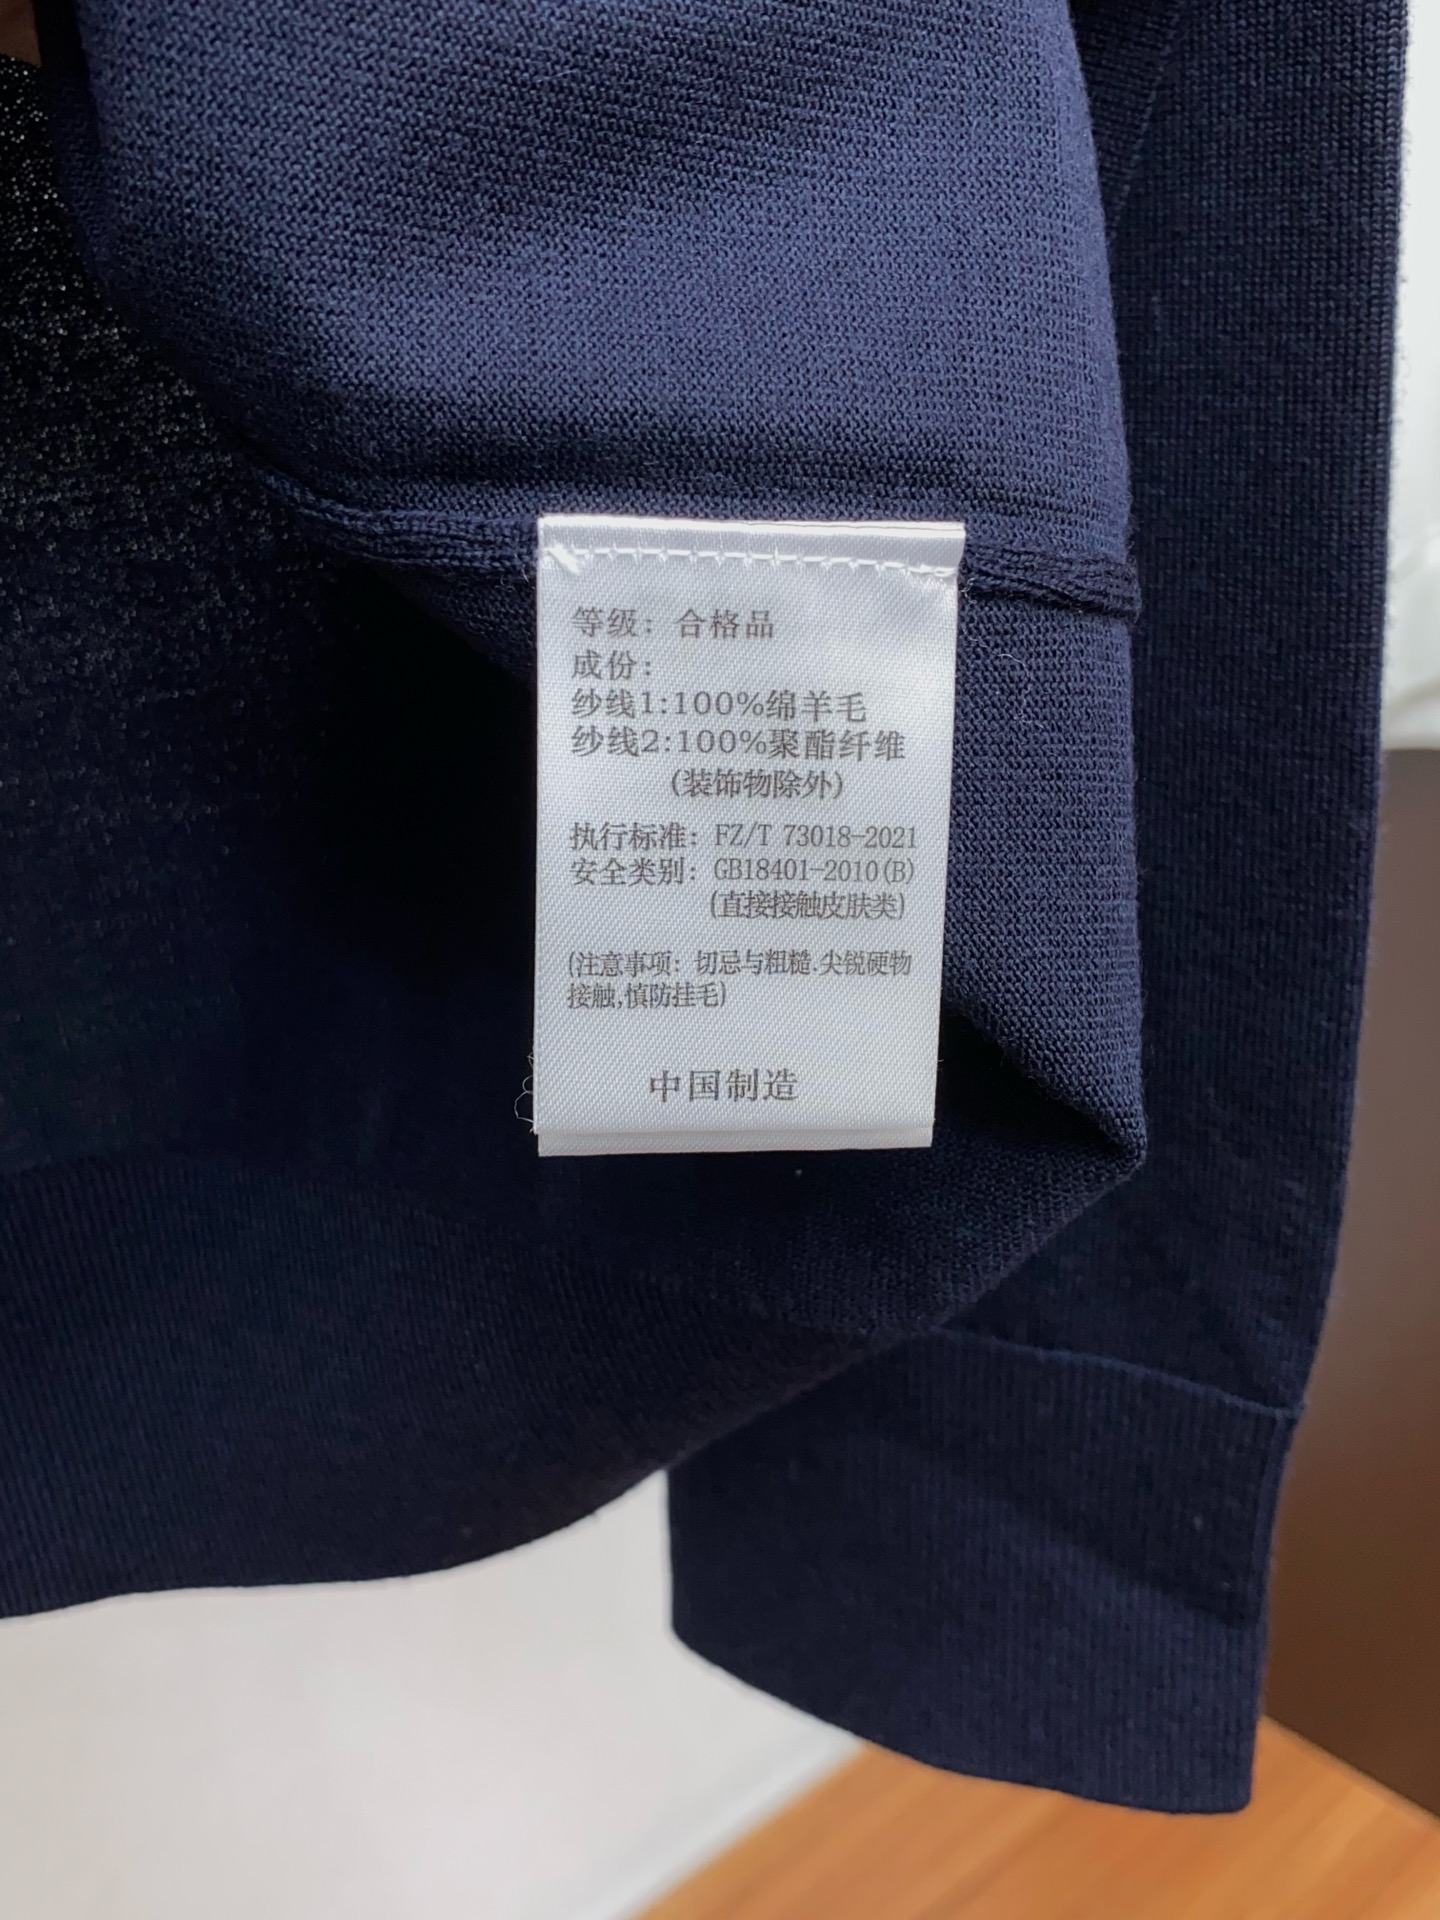 等级：合格品
成份：
纱线1:100%绵羊毛
纱线2:100%聚酯纤维
(装饰物除外)
执行标准：FZ/T 73018-2021
安全类别：GB18401-2010(B)
(直接接触皮肤类)
(注意事项：切忌与粗糙.尖锐硬物
接触,慎防挂毛)
中国制造